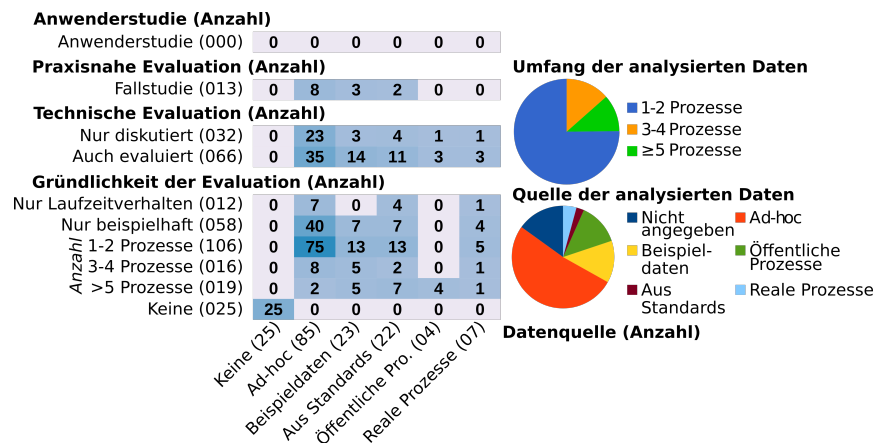 Anwenderstudie (Anzahl)
Anwenderstudie (000) 0 0 0 0 0 0
Praxisnahe Evaluation (Anzahl)
Fallstudie (013) 0 8 3 2 0 0
Technische Evaluation (Anzahl)
Nur diskutiert (032) 0 23 3 4 1 1
Auch evaluiert (066) 0 35 14 11 3 3
Gründlichkeit der Evaluation (Anzahl)
Nur Laufzeitverhalten (012) 0 7 0 4 0 1
Nur beispielhaft (058) 0 40 7 7 0 4
Anzahl
1-2 Prozesse (106) 0 75 13 13 0 5
3-4 Prozesse (016) 0 8 5 2 0 1
>5 Prozesse (019) 0 2 5 7 4 1
Keine (025) 25 0 0 0 0 0
Keine (25)
Ad-hoc (85)
Beispieldaten (23)
Aus Standards (22)
Öffentliche Pro. (04)
Reale Prozesse (07)
Datenquelle (Anzahl)
Umfang der analysierten Daten
1-2 Prozesse
3-4 Prozesse
≥5 Prozesse
Quelle der analysierten Daten
Nicht
angegeben
Ad-hoc
Beispiel-
daten
Öffentliche
Prozesse
Aus
Standards
Reale Prozesse